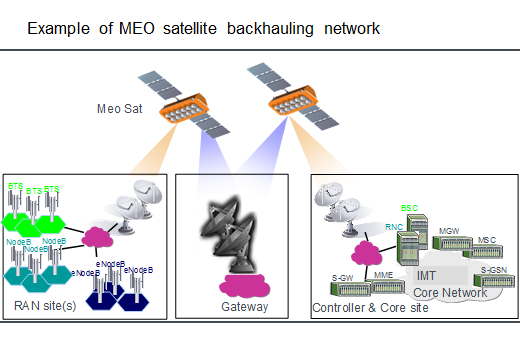 Example of MEO satellite backhauling network
Meo Sat
BTS
BTS
BTS
NodeB
NodeB
NodeB
eNodeB
eNodeB
eNodeB
RAN site(s)
Gateway
BSC
RNC
MGW
MSC
S-GW
MME
S-GSN
IMT
Core Network
Controller & Core site